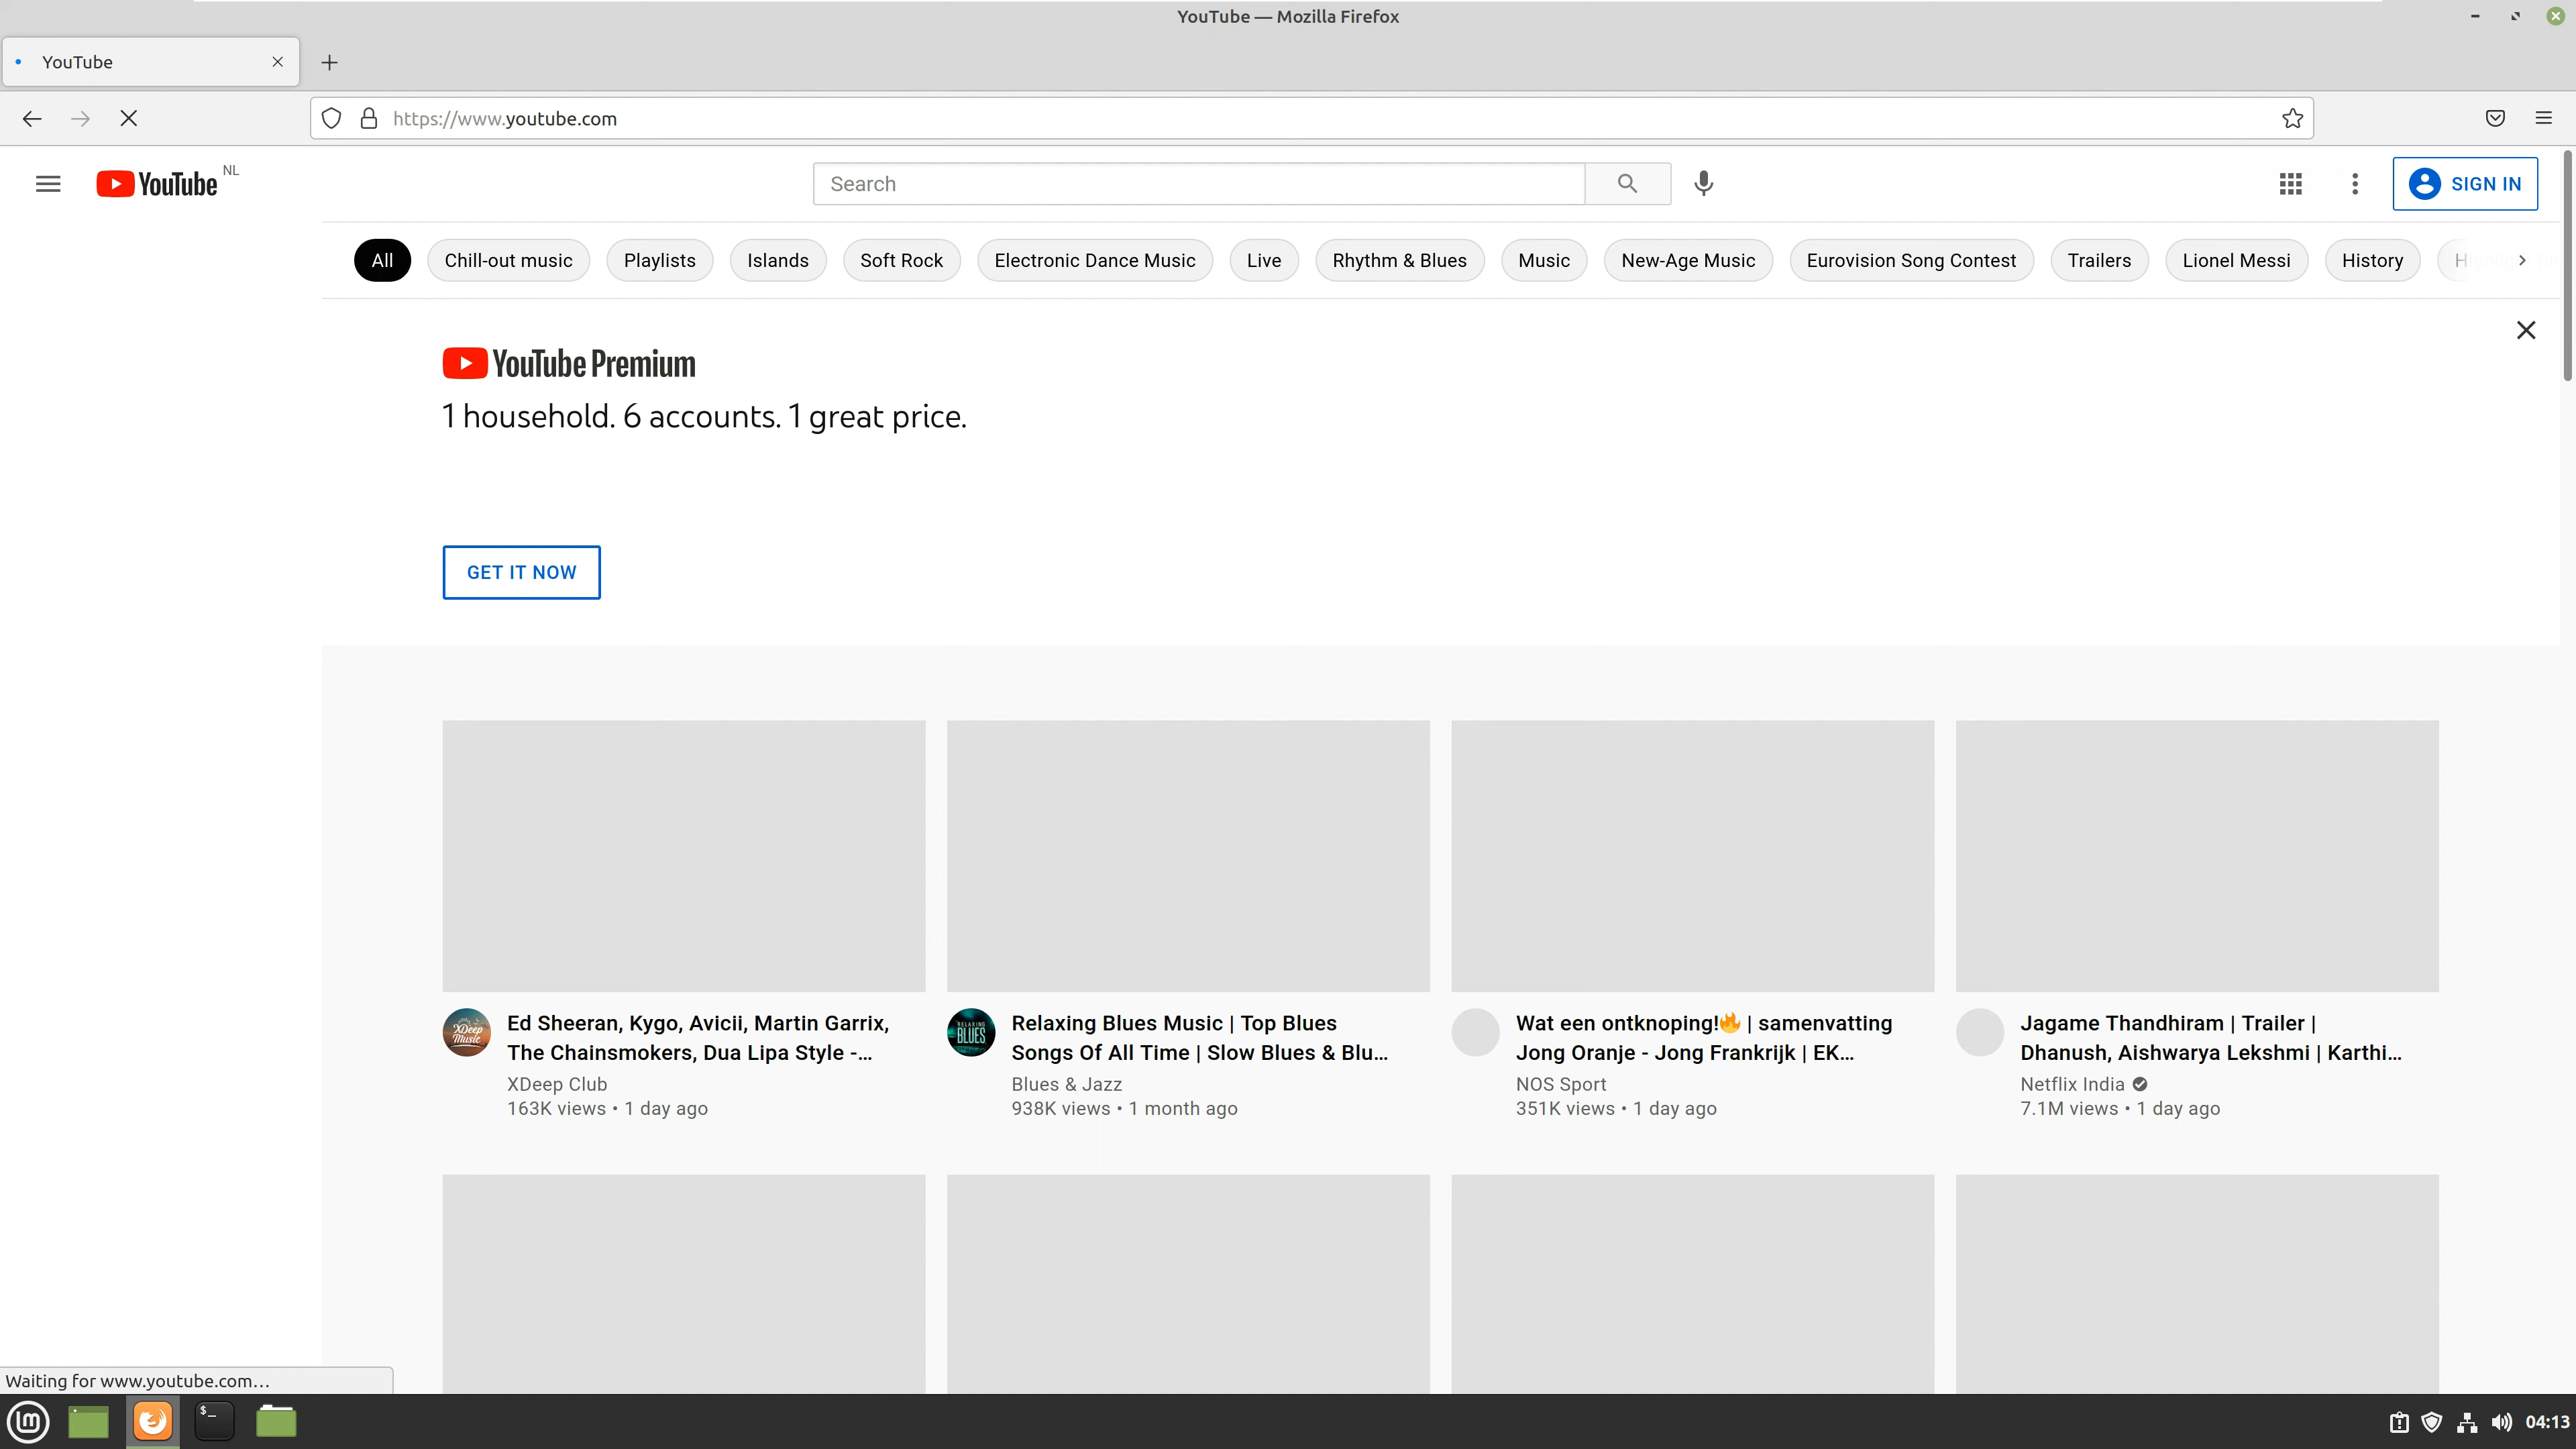 YouTube — Mozilla Firefox
YouTube
https://www.youtube.com
YouTube NL
Search
SIGN IN
All
Chill-out music
Playlists
Islands
Soft Rock
Electronic Dance Music
Live
Rhythm & Blues
Music
New-Age Music
Eurovision Song Contest
Trailers
Lionel Messi
History
YouTube Premium
1 household. 6 accounts. 1 great price.
GET IT NOW
XDeep Music
Ed Sheeran, Kygo, Avicii, Martin Garrix,
The Chainsmokers, Dua Lipa Style -...
XDeep Club
163K views • 1 day ago
RELAXING BLUES
Relaxing Blues Music | Top Blues
Songs Of All Time | Slow Blues & Blu...
Blues & Jazz
938K views • 1 month ago
Wat een ontknoping!🔥 | samenvatting
Jong Oranje - Jong Frankrijk | EK...
NOS Sport
351K views • 1 day ago
Jagame Thandhiram | Trailer |
Dhanush, Aishwarya Lekshmi | Karthi...
Netflix India
7.1M views • 1 day ago
Waiting for www.youtube.com…
$_
04:13